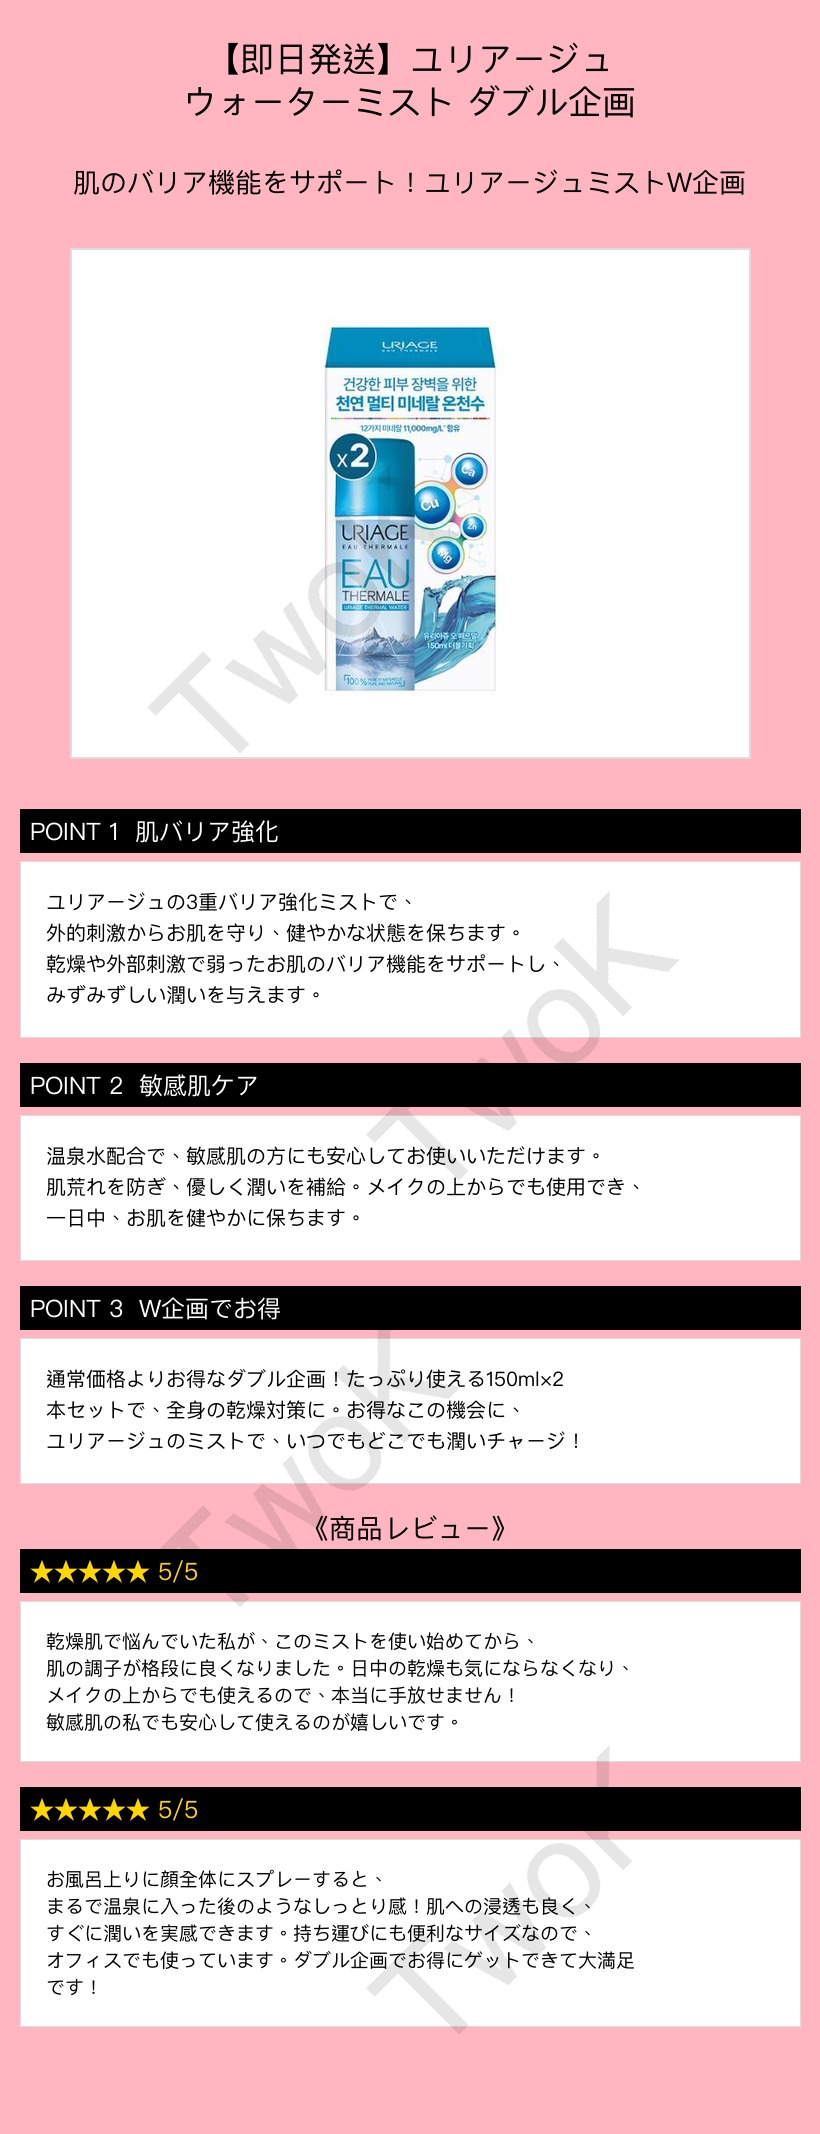 【即日発送】ユリアージュ
ウォーターミスト ダブル企画
肌のバリア機能をサポート！ユリアージュミストW企画
URIAGE
EAU THERMALE
건강한 피부 장벽을 위한
천연 멀티 미네랄 온천수
12가지 미네랄 11,000mg/L* 함유
x2
Ca
Cu
Zn
Mg
URIAGE
EAU THERMALE
EAU
THERMALE
URIAGE THERMAL WATER
유리아쥬 오 떼르말
150ml 더블기획
100%
TwoK
POINT 1 肌バリア強化
ユリアージュの3重バリア強化ミストで、
外的刺激からお肌を守り、健やかな状態を保ちます。
乾燥や外部刺激で弱ったお肌のバリア機能をサポートし、
みずみずしい潤いを与えます。
TwoK
POINT 2 敏感肌ケア
温泉水配合で、敏感肌の方にも安心してお使いいただけます。
肌荒れを防ぎ、優しく潤いを補給。メイクの上からでも使用でき、
一日中、お肌を健やかに保ちます。
POINT 3 W企画でお得
通常価格よりお得なダブル企画！たっぷり使える150ml×2
本セットで、全身の乾燥対策に。お得なこの機会に、
ユリアージュのミストで、いつでもどこでも潤いチャージ！
TwoK
《商品レビュー》
★★★★★ 5/5
乾燥肌で悩んでいた私が、このミストを使い始めてから、
肌の調子が格段に良くなりました。日中の乾燥も気にならなくなり、
メイクの上からでも使えるので、本当に手放せません！
敏感肌の私でも安心して使えるのが嬉しいです。
★★★★★ 5/5
お風呂上りに顔全体にスプレーすると、
まるで温泉に入った後のようなしっとり感！肌への浸透も良く、
すぐに潤いを実感できます。持ち運びにも便利なサイズなので、
オフィスでも使っています。ダブル企画でお得にゲットできて大満足
です！
TwoK